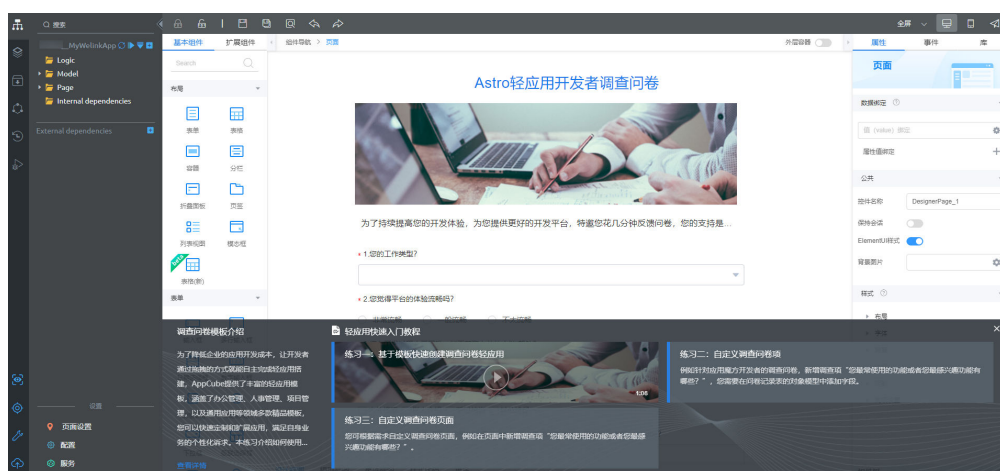 搜索
全屏
__MyWelinkApp
Logic
Model
Page
Internal dependencies
External dependencies
设置
页面设置
配置
服务
基本组件
扩展组件
组件导航 > 页面
外层容器
Search
布局
表单
表格
容器
分栏
折叠面板
页签
列表视图
模态框
beta
表格(新)
表单
Astro轻应用开发者调查问卷
为了持续提高您的开发体验，为您提供更好的开发平台，特邀您花几分钟反馈问卷，您的支持是...
* 1.您的工作类型?
* 2.您觉得平台的体验流畅吗?
属性
事件
库
页面
数据绑定
值（value）绑定
属性值绑定
公共
控件名称
DesignerPage_1
保持会话
ElementUI样式
背景图片
样式
布局
调查问卷模板介绍
为了降低企业的应用开发成本，让开发者
通过拖拽的方式就能自主完成轻应用搭
建，AppCube提供了丰富的轻应用模
板，涵盖了办公管理、人事管理、项目管
理，以及通用应用等领域多款精品模板，
您可以快速定制和扩展应用，满足自身业
务的个性化诉求。本练习介绍如何使用...
查看详情
轻应用快速入门教程
练习一：基于模板快速创建调查问卷轻应用
1:06
练习二：自定义调查问卷项
例如针对应用魔方开发者的调查问卷，新增调查项“您最常使用的功能或者您最感兴趣功能有
哪些？”，您需要在问卷记录表的对象模型中添加字段。
练习三：自定义调查问卷页面
您可根据需求自定义调查问卷页面，例如在页面中新增调查项“您最常使用的功能或者您最感
兴趣功能有哪些？”。